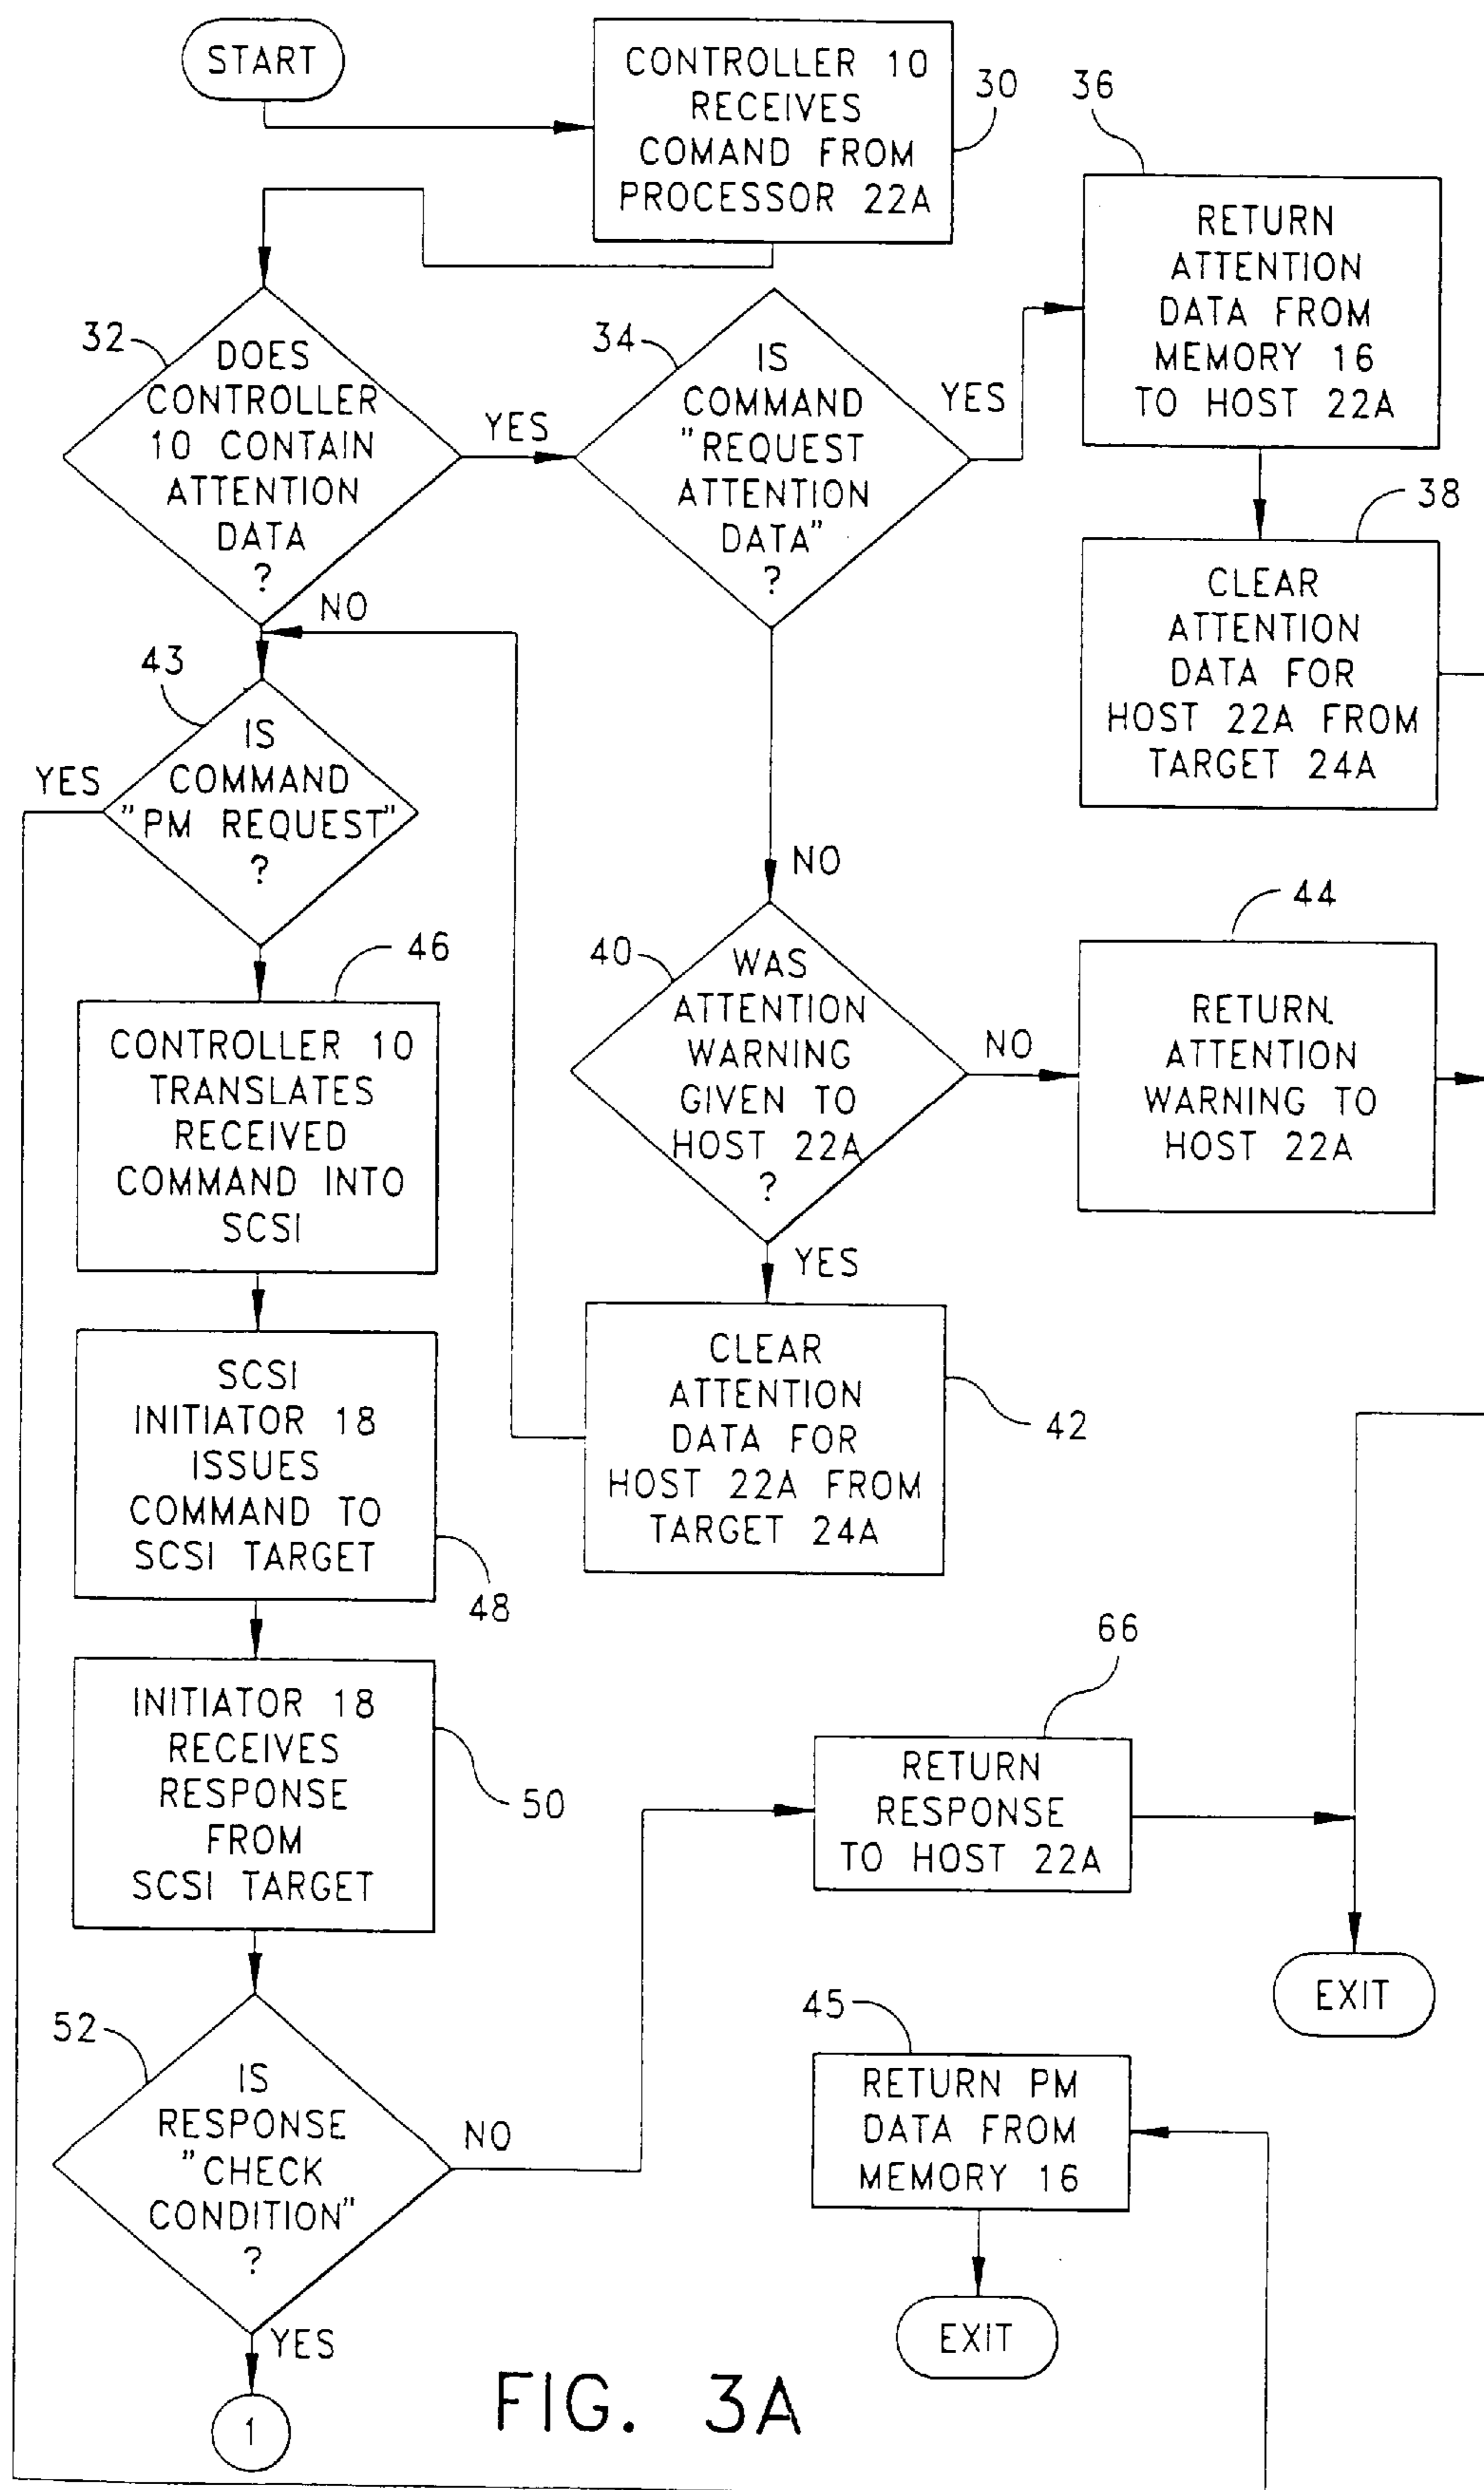 START
CONTROLLER 10
RECEIVES
COMAND FROM
PROCESSOR 22A
30
36
RETURN
ATTENTION
DATA FROM
MEMORY 16
TO HOST 22A
32
DOES
CONTROLLER
10 CONTAIN
ATTENTION
DATA
?
YES
34
IS
COMMAND
"REQUEST
ATTENTION
DATA"
?
YES
38
CLEAR
ATTENTION
DATA FOR
HOST 22A FROM
TARGET 24A
NO
43
IS
COMMAND
"PM REQUEST"
?
YES
NO
40
WAS
ATTENTION
WARNING
GIVEN TO
HOST 22A
?
NO
44
RETURN
ATTENTION
WARNING TO
HOST 22A
46
CONTROLLER 10
TRANSLATES
RECEIVED
COMMAND INTO
SCSI
YES
CLEAR
ATTENTION
DATA FOR
HOST 22A FROM
TARGET 24A
42
SCSI
INITIATOR 18
ISSUES
COMMAND TO
SCSI TARGET
48
INITIATOR 18
RECEIVES
RESPONSE
FROM
SCSI TARGET
50
66
RETURN
RESPONSE
TO HOST 22A
EXIT
52
IS
RESPONSE
"CHECK
CONDITION"
?
NO
45
RETURN PM
DATA FROM
MEMORY 16
EXIT
YES
1
FIG. 3A